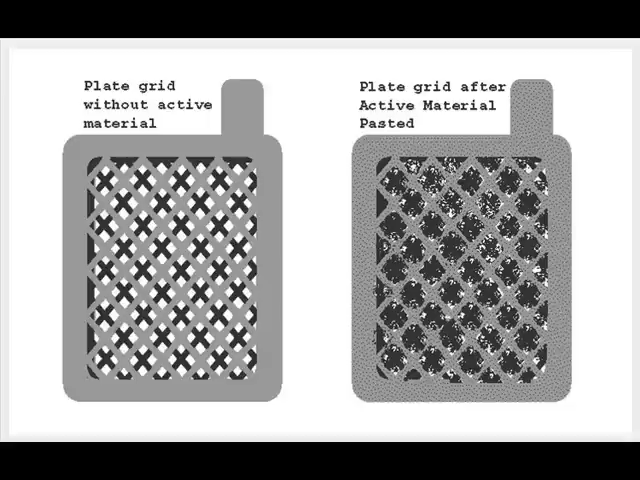 Plate grid
without active
material
Plate grid after
Active Material
Pasted